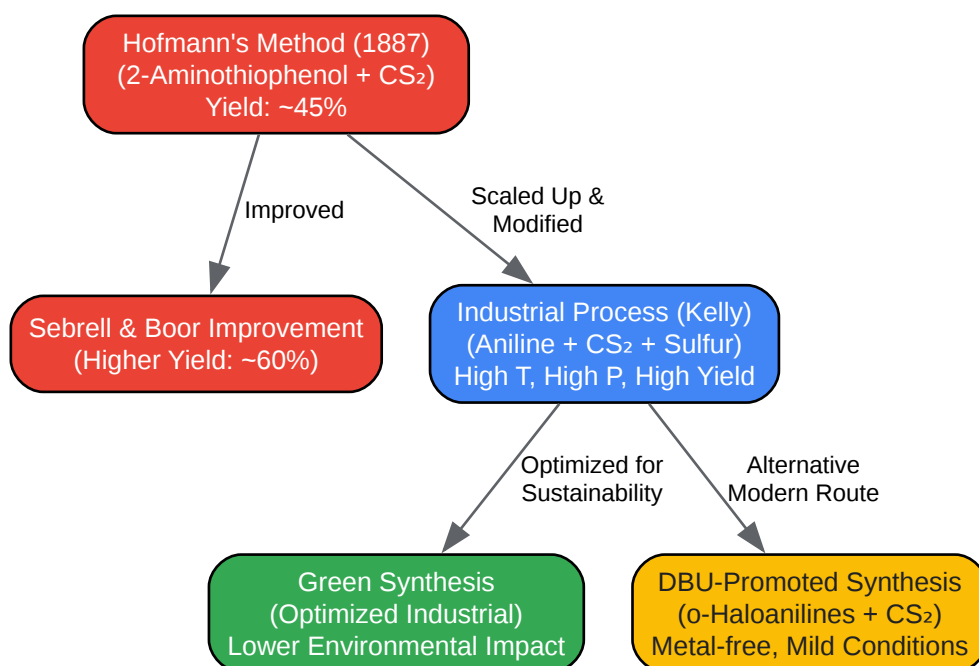 Hofmann's Method (1887)
(2-Aminothiophenol + CS₂)
Yield: ~45%
Improved
Scaled Up &
Modified
Sebrell & Boor Improvement
(Higher Yield: ~60%)
Industrial Process (Kelly)
(Aniline + CS₂ + Sulfur)
High T, High P, High Yield
Optimized for
Sustainability
Alternative
Modern Route
Green Synthesis
(Optimized Industrial)
Lower Environmental Impact
DBU-Promoted Synthesis
(o-Haloanilines + CS₂)
Metal-free, Mild Conditions